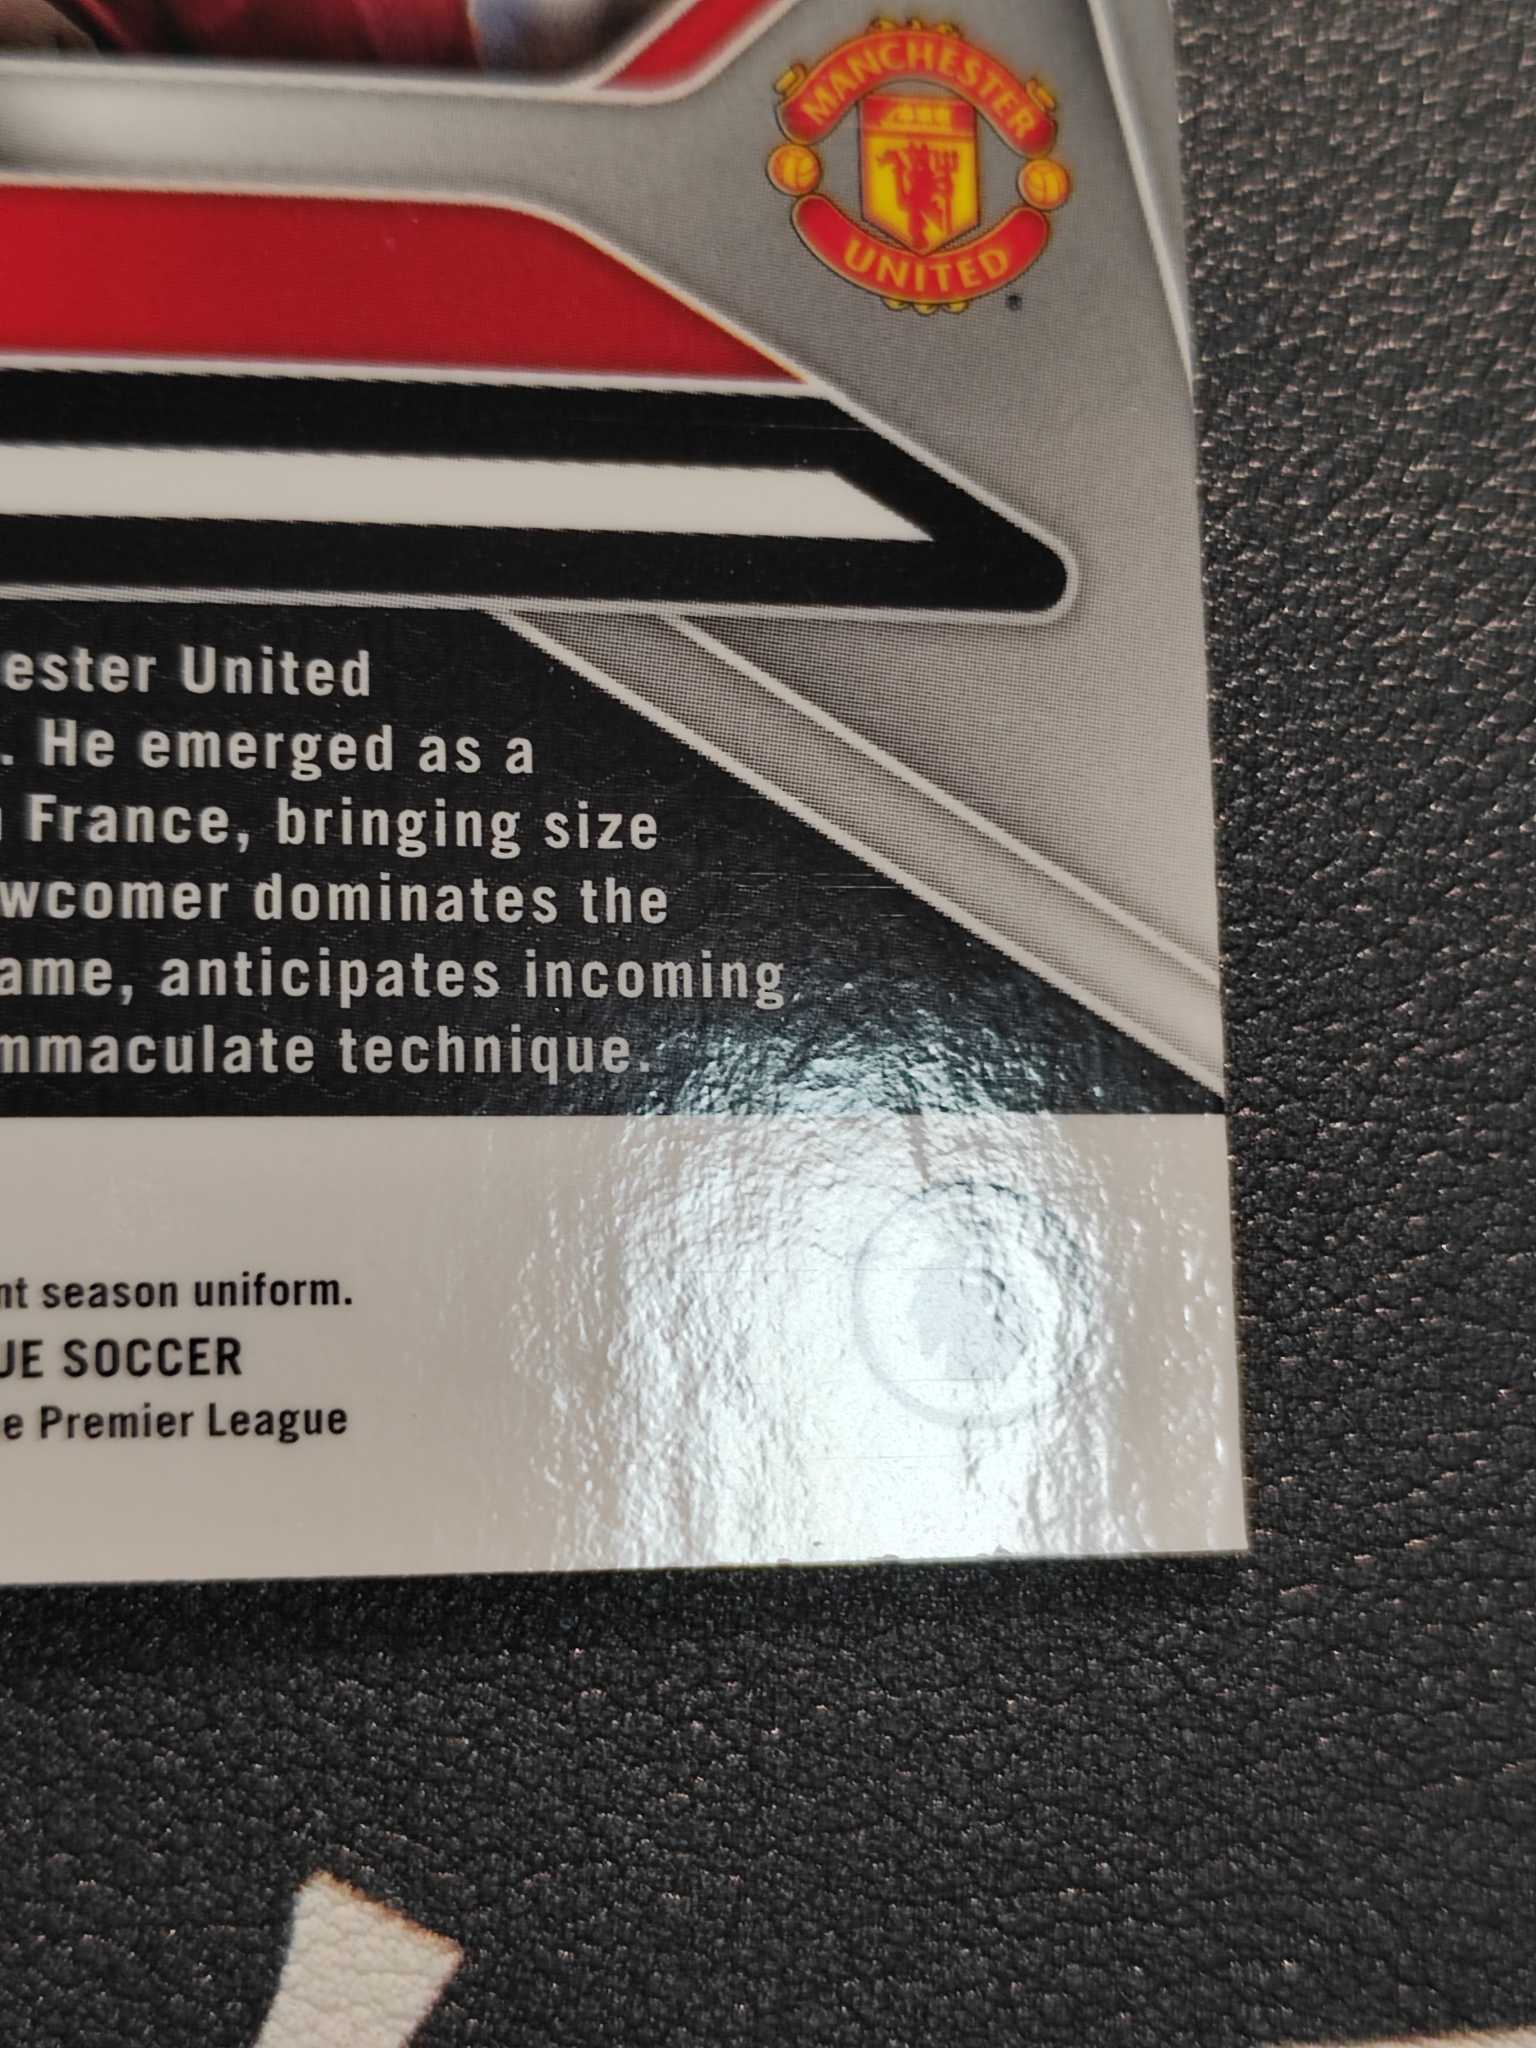 MANCHESTER
UNITED
ester United
. He emerged as a
France, bringing size
wcomer dominates the
ame, anticipates incoming
mmaculate technique.
nt season uniform.
UE SOCCER
e Premier League